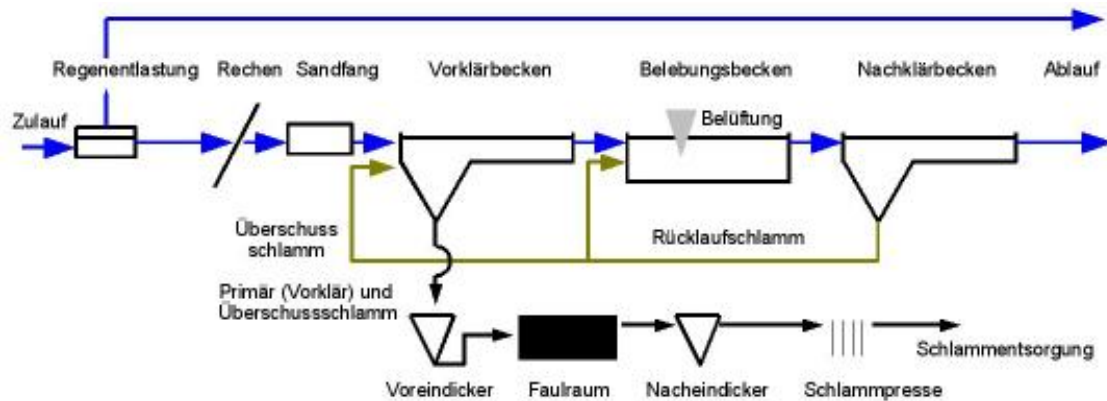 Regenentlastung Rechen Sandfang Vorklärbecken Belebungsbecken Nachklärbecken Ablauf
Zulauf
Belüftung
Überschuss
schlamm
Rücklaufschlamm
Primär (Vorklär) und
Überschussschlamm
Schlammentsorgung
Voreindicker Faulraum Nacheindicker Schlammpresse